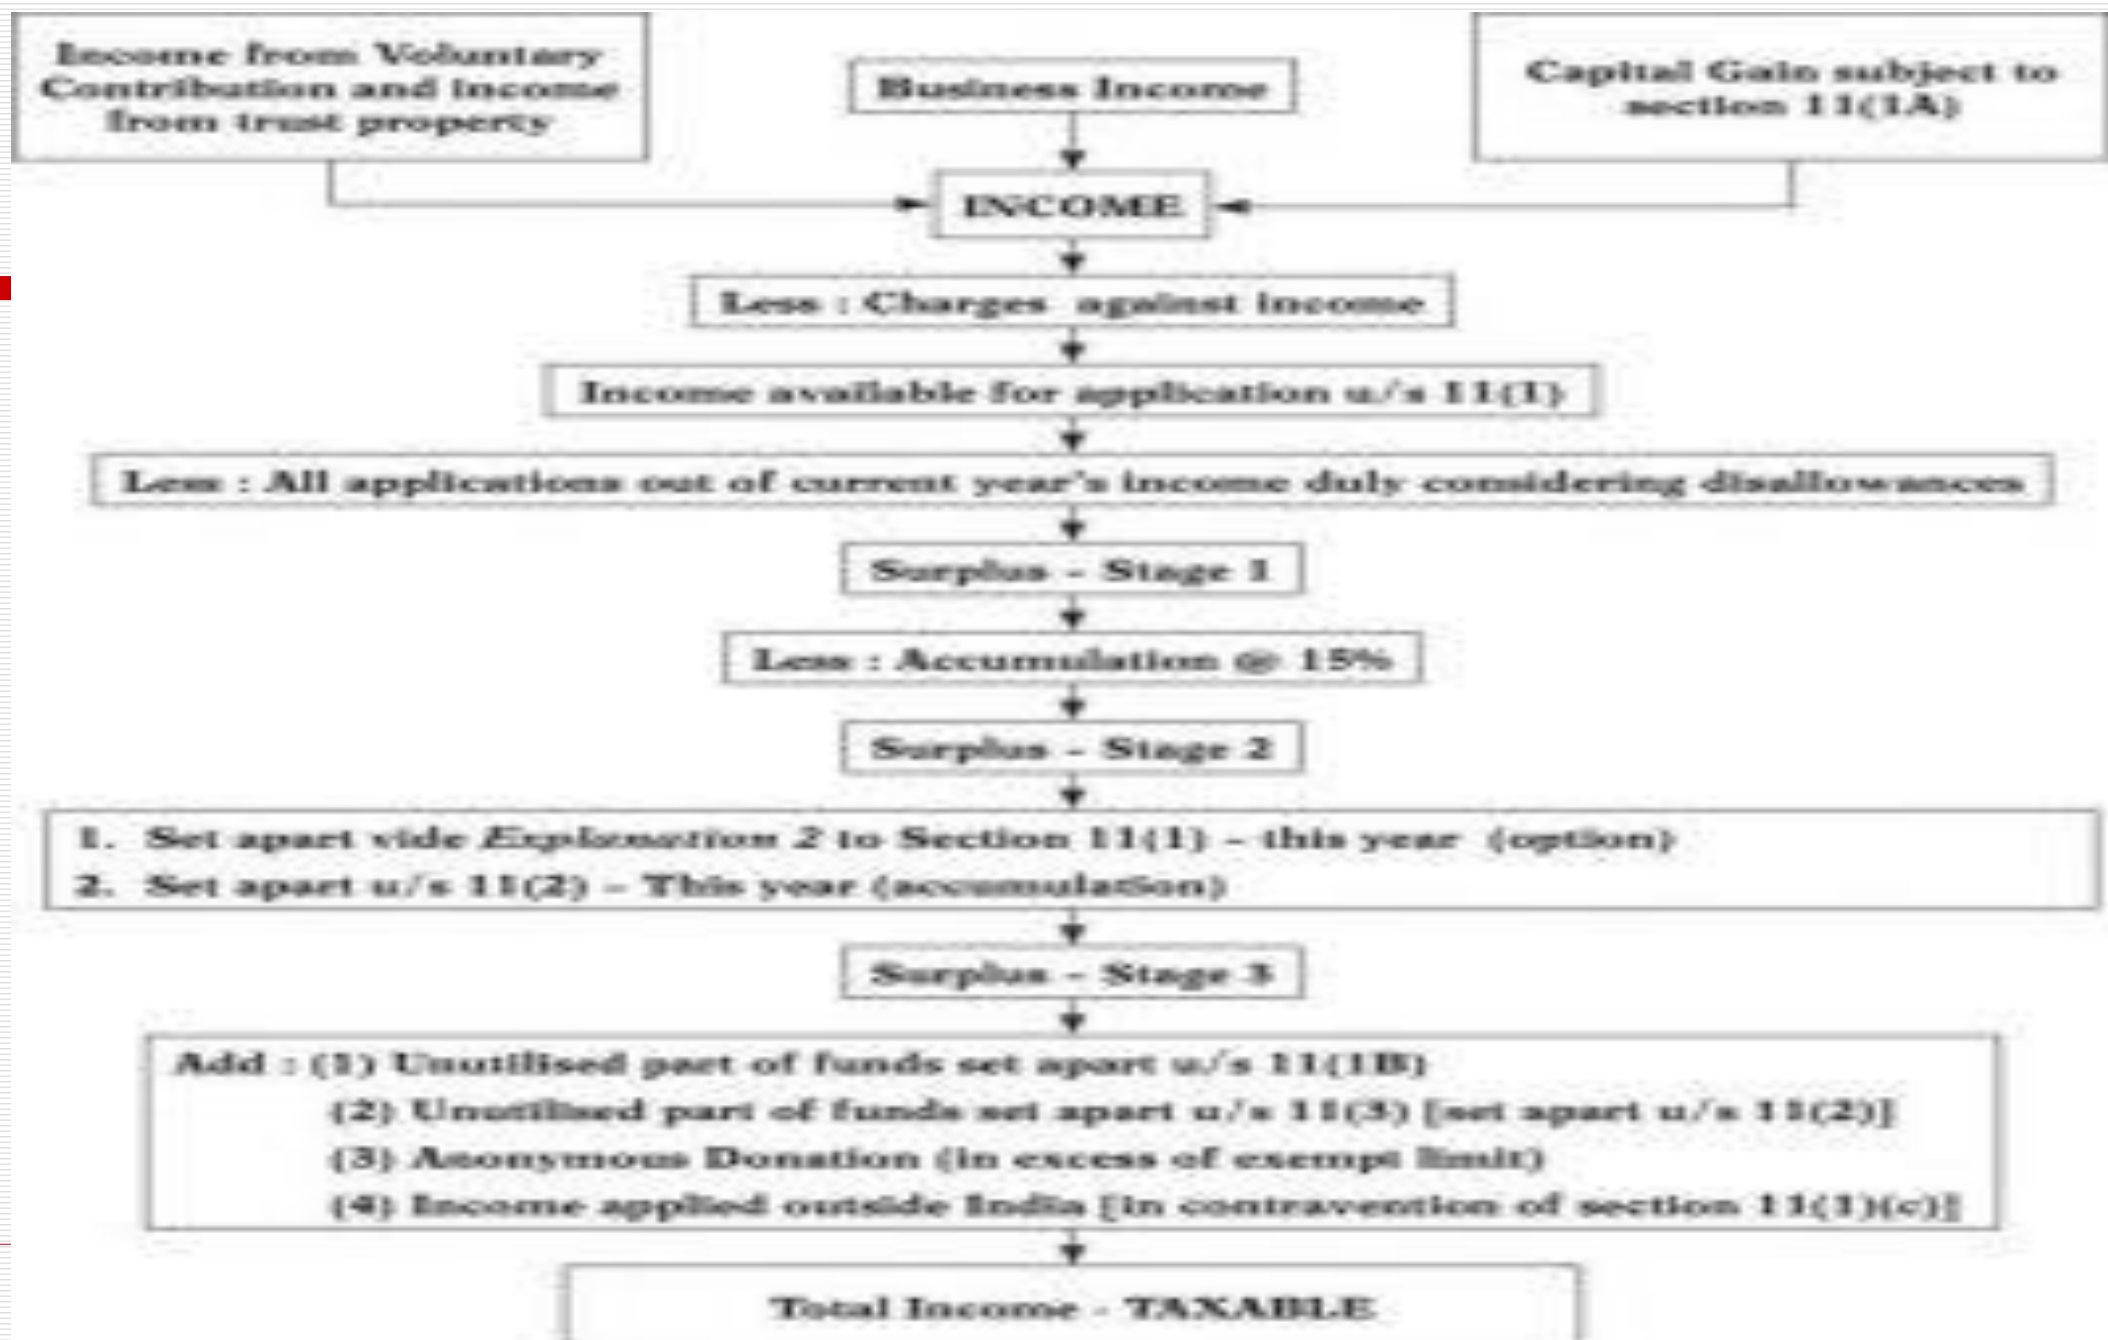 Income from Voluntary
Contribution and income
from trust property
Business Income
Capital Gain subject to
section 11(1A)
INCOME
Less : Charges against income
Income available for application u/s 11(1)
Less : All applications out of current year's income duly considering disallowances
Surplus - Stage 1
Less : Accumulation @ 15%
Surplus - Stage 2
1. Set apart vide Explanation 2 to Section 11(1) - this year (option)
2. Set apart u/s 11(2) - This year (accumulation)
Surplus - Stage 3
Add : (1) Unutilised part of funds set apart u/s 11(1B)
(2) Unutilised part of funds set apart u/s 11(3) [set apart u/s 11(2)]
(3) Anonymous Donation (in excess of exempt limit)
(4) Income applied outside India [in contravention of section 11(1)(c)]
Total Income - TAXABLE